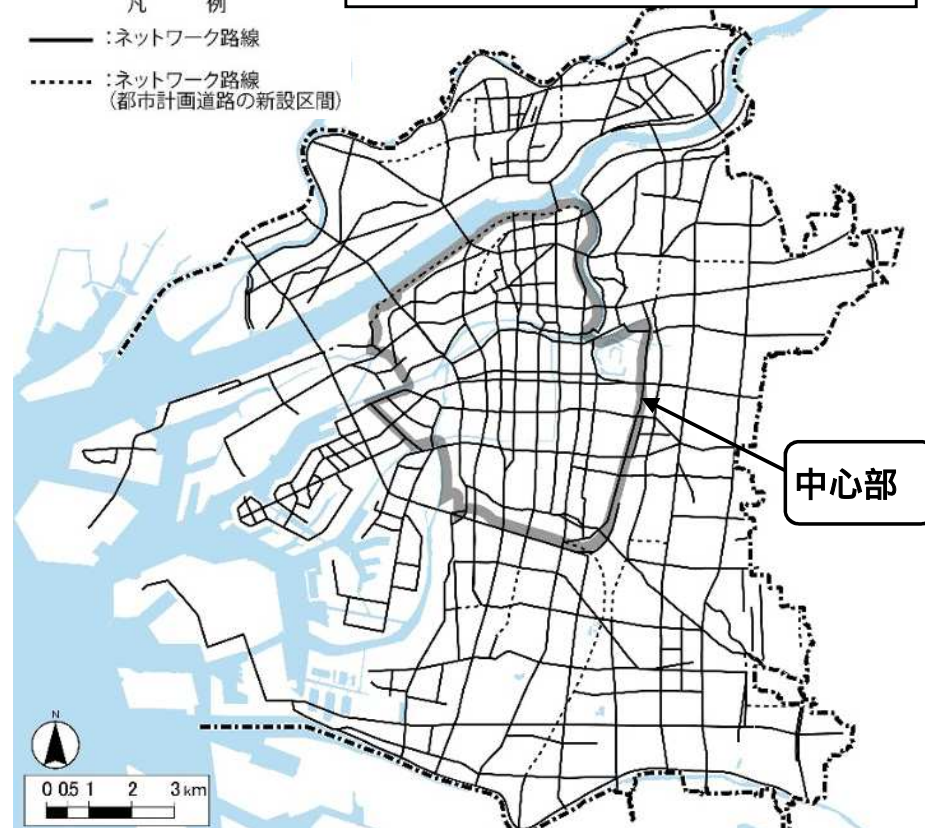 凡　例
:ネットワーク路線
:ネットワーク路線
(都市計画道路の新設区間)
中心部
N
0 0.5 1 2 3 km